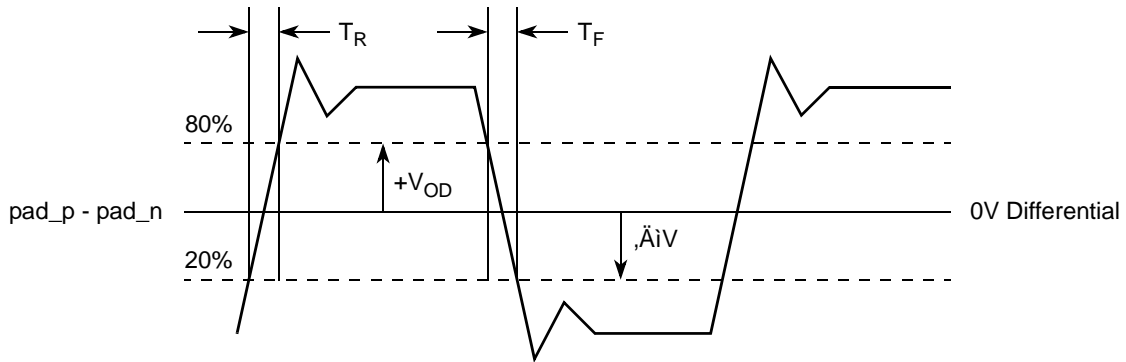 T_R
T_F
80%
+V_OD
pad_p - pad_n
0V Differential
‚ÄìV
20%